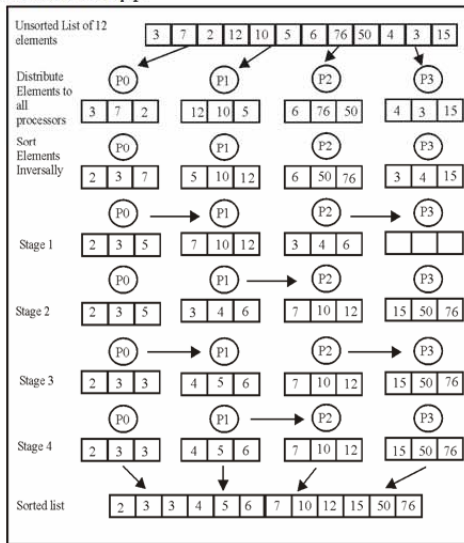 Unsorted List of 12
elements
3 7 2 12 10 5 6 76 50 4 3 15
P0 P1 P2 P3
Distribute
Elements to
all
processors
3 7 2 12 10 5 6 76 50 4 3 15
Sort
Elements
Inversally
P0 P1 P2 P3
2 3 7 5 10 12 6 50 76 3 4 15
P0 P1 P2 P3
Stage 1
2 3 5 7 10 12 3 4 6
P0 P1 P2 P3
Stage 2
2 3 5 3 4 6 7 10 12 15 50 76
P0 P1 P2 P3
Stage 3
2 3 3 4 5 6 7 10 12 15 50 76
P0 P1 P2 P3
Stage 4
2 3 3 4 5 6 7 10 12 15 50 76
Sorted list
2 3 3 4 5 6 7 10 12 15 50 76